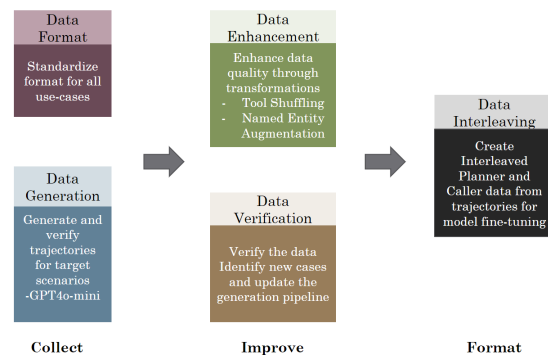 Data
Format
Standardize
format for all
use-cases
Data
Generation
Generate and
verify
trajectories
for target
scenarios
-GPT4o-mini
Collect
Data
Enhancement
Enhance data
quality through
transformations
- Tool Shuffling
- Named Entity
Augmentation
Data
Verification
Verify the data
Identify new cases
and update the
generation pipeline
Improve
Data
Interleaving
Create
Interleaved
Planner and
Caller data from
trajectories for
model fine-tuning
Format